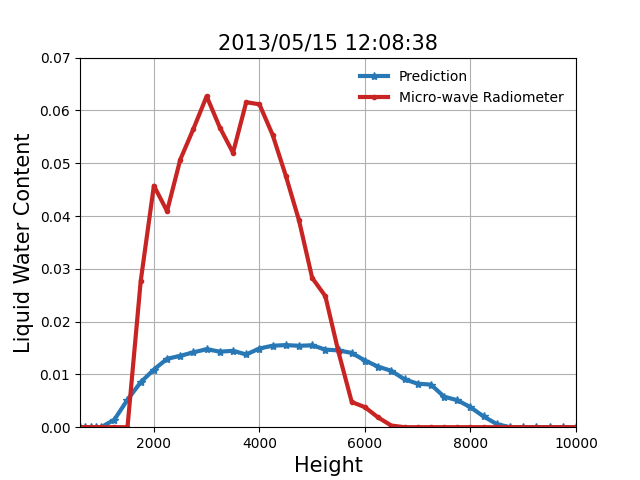 2013/05/15 12:08:38
0.07
0.06
0.05
0.04
0.03
0.02
0.01
0.00
Liquid Water Content
Prediction
Micro-wave Radiometer
2000 4000 6000 8000 10000
Height